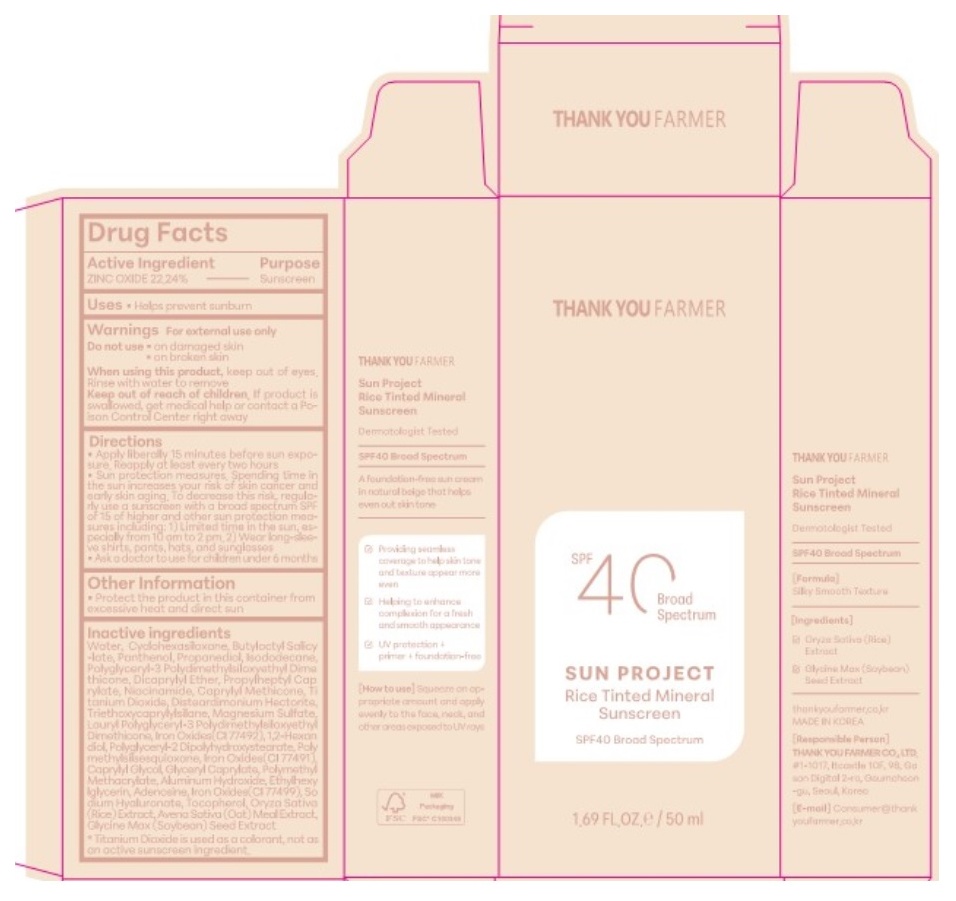 THANK YOU FARMER
Drug Facts
Active Ingredient Purpose
ZINC OXIDE 22.24% Sunscreen
Uses • Helps prevent sunburn
Warnings For external use only
Do not use • on damaged skin
• on broken skin
When using this product, keep out of eyes.
Rinse with water to remove
Keep out of reach of children. If product is
swallowed, get medical help or contact a Po-
ison Control Center right away
Directions
• Apply liberally 15 minutes before sun expo-
sure. Reapply at least every two hours
• Sun protection measures. Spending time in
the sun increases your risk of skin cancer and
early skin aging. To decrease this risk, regula-
rly use a sunscreen with a broad spectrum SPF
of 15 of higher and other sun protection mea-
sures including: 1) Limited time in the sun, es-
pecially from 10 am to 2 pm. 2) Wear long-slee-
ve shirts, pants, hats, and sunglasses
• Ask a doctor to use for children under 6 months
Other Information
• Protect the product in this container from
excessive heat and direct sun
Inactive ingredients
Water, Cyclohexasiloxane, Butyloctyl Salicy
-late, Panthenol, Propanediol, Isododecane,
Polyglyceryl-3 Polydimethylsiloxyethyl Dime
thicone, Dicaprylyl Ether, Propylheptyl Cap
rylate, Niacinamide, Caprylyl Methicone, Ti
tanium Dioxide, Disteardimonium Hectorite,
Triethoxycaprylylsilane, Magnesium Sulfate,
Lauryl Polyglyceryl-3 Polydimethylsiloxyethyl
Dimethicone, Iron Oxides(CI 77492), 1,2-Hexan
diol, Polyglyceryl-2 Dipolyhydroxystearate, Poly
methylsilsesquioxane, Iron Oxides(CI 77491),
Caprylyl Glycol, Glyceryl Caprylate, Polymethyl
Methacrylate, Aluminum Hydroxide, Ethylhexy
lglycerin, Adenosine, Iron Oxides(CI 77499), So
dium Hyaluronate, Tocopherol, Oryza Sativa
(Rice) Extract, Avena Sativa (Oat) Meal Extract,
Glycine Max (Soybean) Seed Extract
* Titanium Dioxide is used as a colorant, not as
an active sunscreen ingredient.
THANK YOU FARMER
Sun Project
Rice Tinted Mineral
Sunscreen
Dermatologist Tested
SPF40 Broad Spectrum
A foundation-free sun cream
in natural beige that helps
even out skin tone
Providing seamless
coverage to help skin tone
and texture appear more
even
Helping to enhance
complexion for a fresh
and smooth appearance
UV protection +
primer + foundation-free
[How to use] Squeeze an ap-
propriate amount and apply
evenly to the face, neck, and
other areas exposed to UV rays
FSC
MIX
Packaging
THANK YOU FARMER
SPF
40
Broad
Spectrum
SUN PROJECT
Rice Tinted Mineral
Sunscreen
SPF40 Broad Spectrum
1.69 FL.OZ.℮ / 50 ml
THANK YOU FARMER
Sun Project
Rice Tinted Mineral
Sunscreen
Dermatologist Tested
SPF40 Broad Spectrum
[Formula]
Silky Smooth Texture
[Ingredients]
Oryza Sativa (Rice)
Extract
Glycine Max (Soybean)
Seed Extract
thankyoufarmer.co.kr
MADE IN KOREA
[Responsible Person]
THANK YOU FARMER CO., LTD.
#1-1017, Itcastle 10F, 98, Ga
san Digital 2-ro, Geumcheon
-gu, Seoul, Korea
[E-mail] Consumer@thank
youfarmer.co.kr